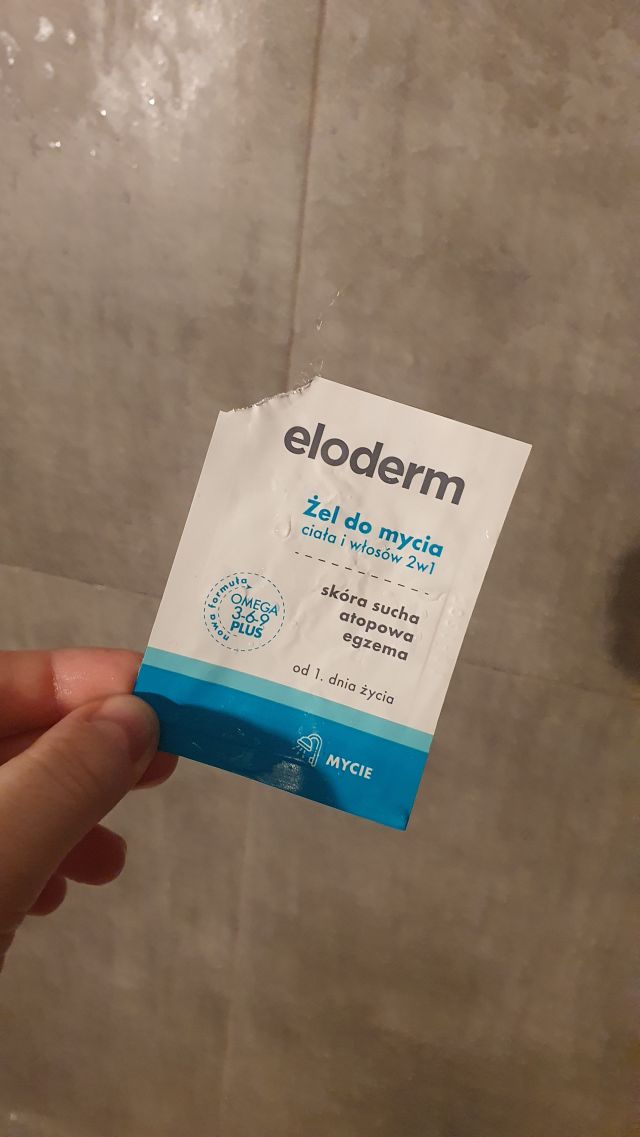 eloderm
Żel do mycia
ciała i włosów 2w1
nowa formuła
OMEGA
3-6-9
PLUS
skóra sucha
atopowa
egzema
od 1. dnia życia
MYCIE